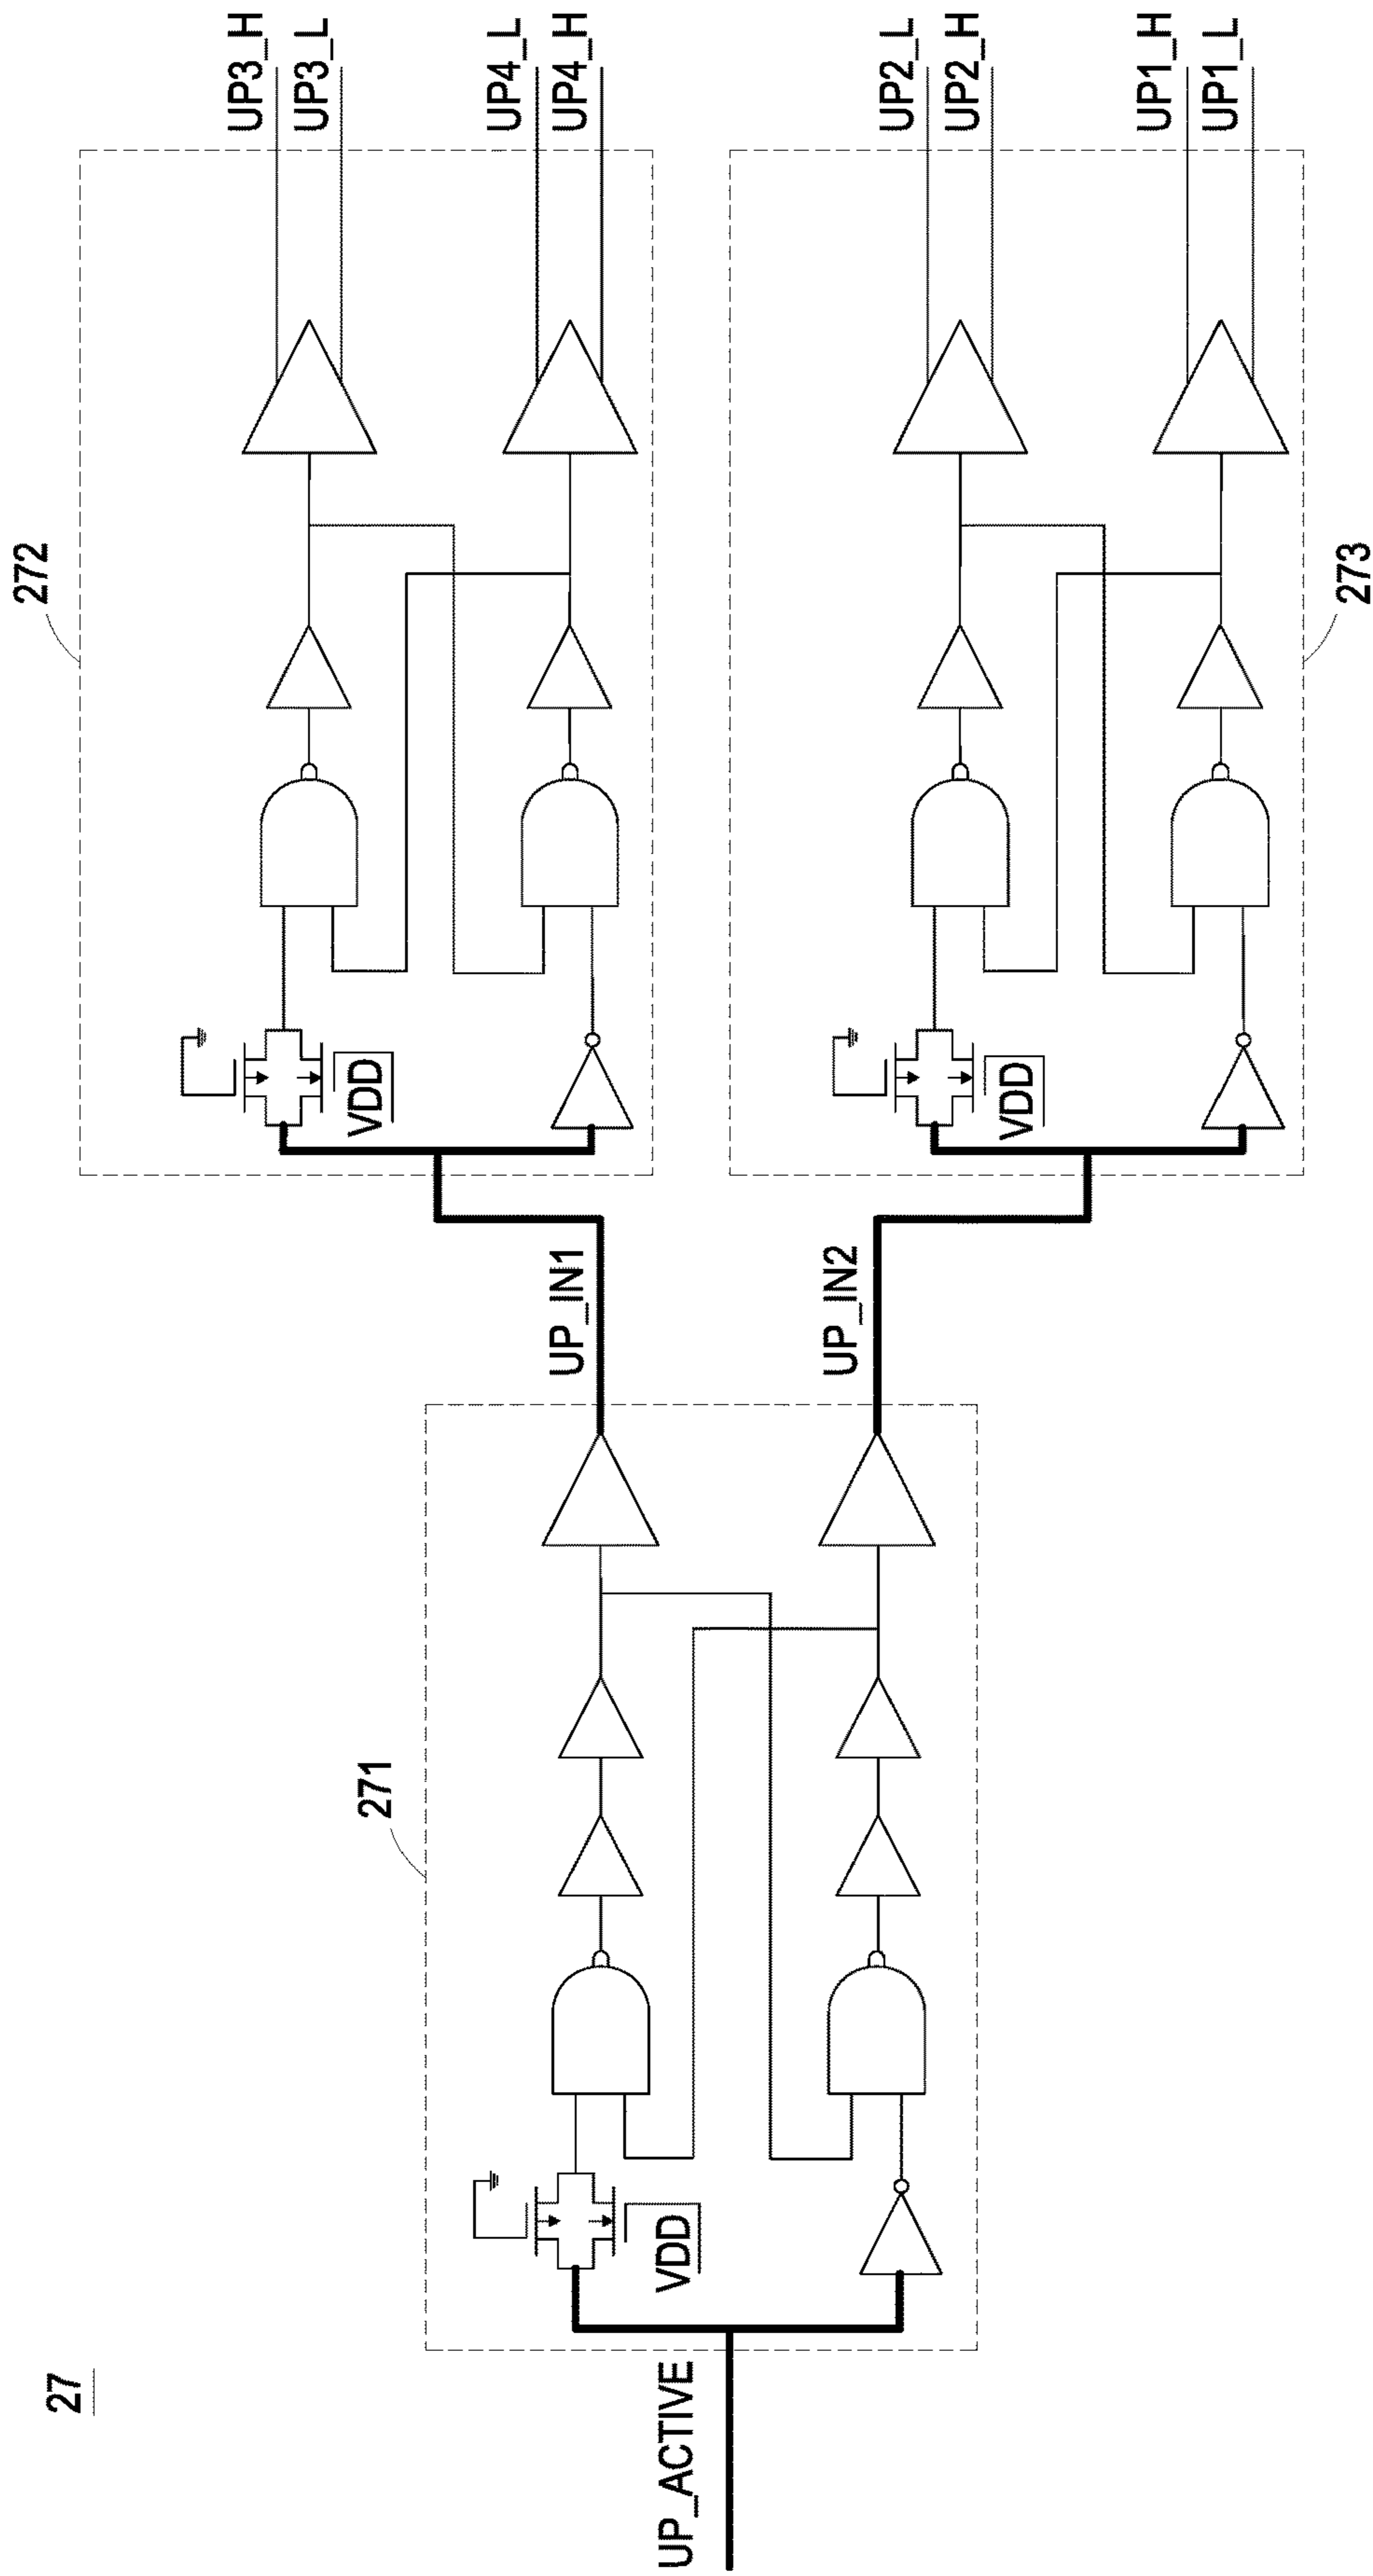 27
UP_ACTIVE
271
VDD
UP_IN1
UP_IN2
272
VDD
UP3_H
UP3_L
UP4_L
UP4_H
273
VDD
UP2_L
UP2_H
UP1_H
UP1_L